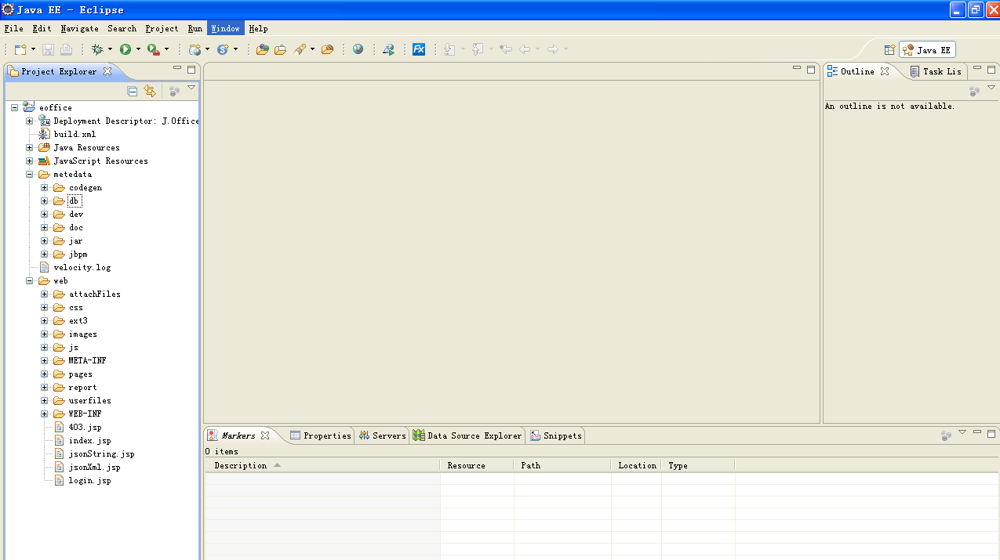 Java EE - Eclipse
File Edit Navigate Search Project Run Window Help
Java EE
Project Explorer
eoffice
Deployment Descriptor: J.Office
build.xml
Java Resources
JavaScript Resources
metedata
codegen
db
dev
doc
jar
jbpm
velocity.log
web
attachFiles
css
ext3
images
js
META-INF
pages
report
userfiles
WEB-INF
403.jsp
index.jsp
jsonString.jsp
jsonXml.jsp
login.jsp
Outline Task Lis
An outline is not available.
Markers Properties Servers Data Source Explorer Snippets
0 items
Description Resource Path Location Type